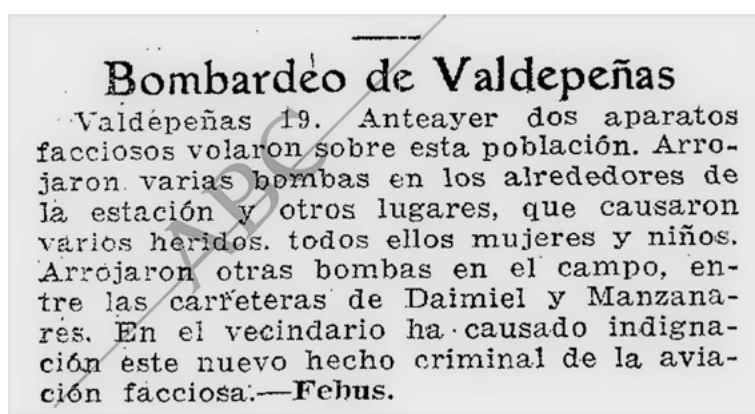 Bombardeo de Valdepeñas
Valdepeñas 19. Anteayer dos aparatos
facciosos volaron sobre esta población. Arro-
jaron varias bombas en los alrededores de
la estación y otros lugares, que causaron
varios heridos. todos ellos mujeres y niños.
Arrojaron otras bombas en el campo, en-
tre las carreteras de Daimiel y Manzana-
res. En el vecindario ha causado indigna-
ción este nuevo hecho criminal de la avia-
ción facciosa.—Febus.
ABC